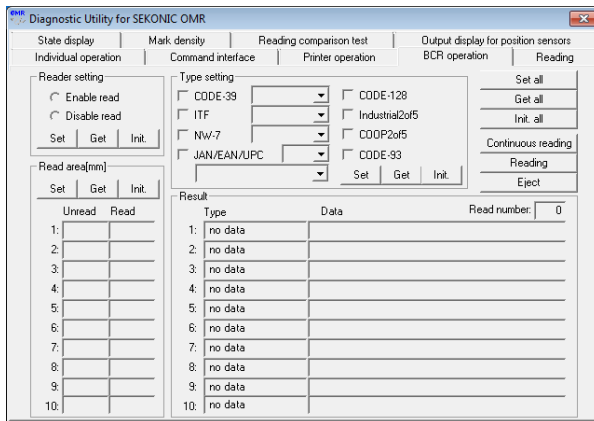 OMR Diagnostic Utility for SEKONIC OMR
State display Mark density Reading comparison test Output display for position sensors
Individual operation Command interface Printer operation BCR operation Reading
Reader setting
Enable read
Disable read
Set Get Init.
Type setting
CODE-39 CODE-128
ITF Industrial2of5
NW-7 COOP2of5
JAN/EAN/UPC CODE-93
Set Get Init.
Set all
Get all
Init. all
Continuous reading
Reading
Eject
Read area[mm]
Set Get Init.
Unread Read
1:
2:
3:
4:
5:
6:
7:
8:
9:
10:
Result
Type Data Read number: 0
1: no data
2: no data
3: no data
4: no data
5: no data
6: no data
7: no data
8: no data
9: no data
10: no data